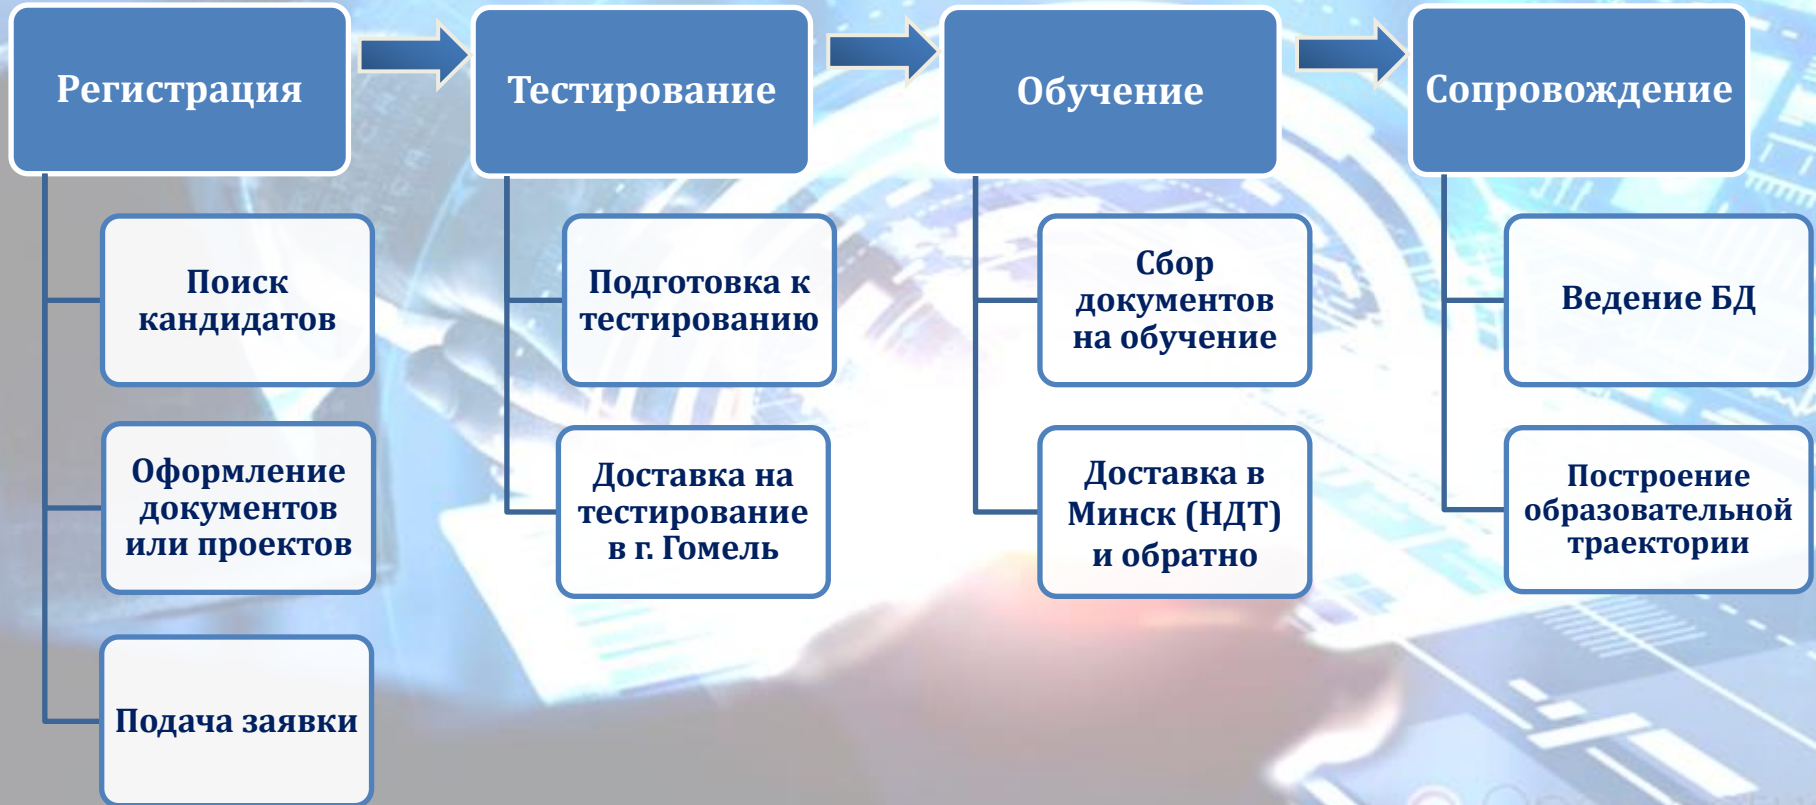 Регистрация
Поиск
кандидатов
Оформление
документов
или проектов
Подача заявки
Тестирование
Подготовка к
тестированию
Доставка на
тестирование
в г. Гомель
Обучение
Сбор
документов
на обучение
Доставка в
Минск (НДТ)
и обратно
Сопровождение
Ведение БД
Построение
образовательной
траектории